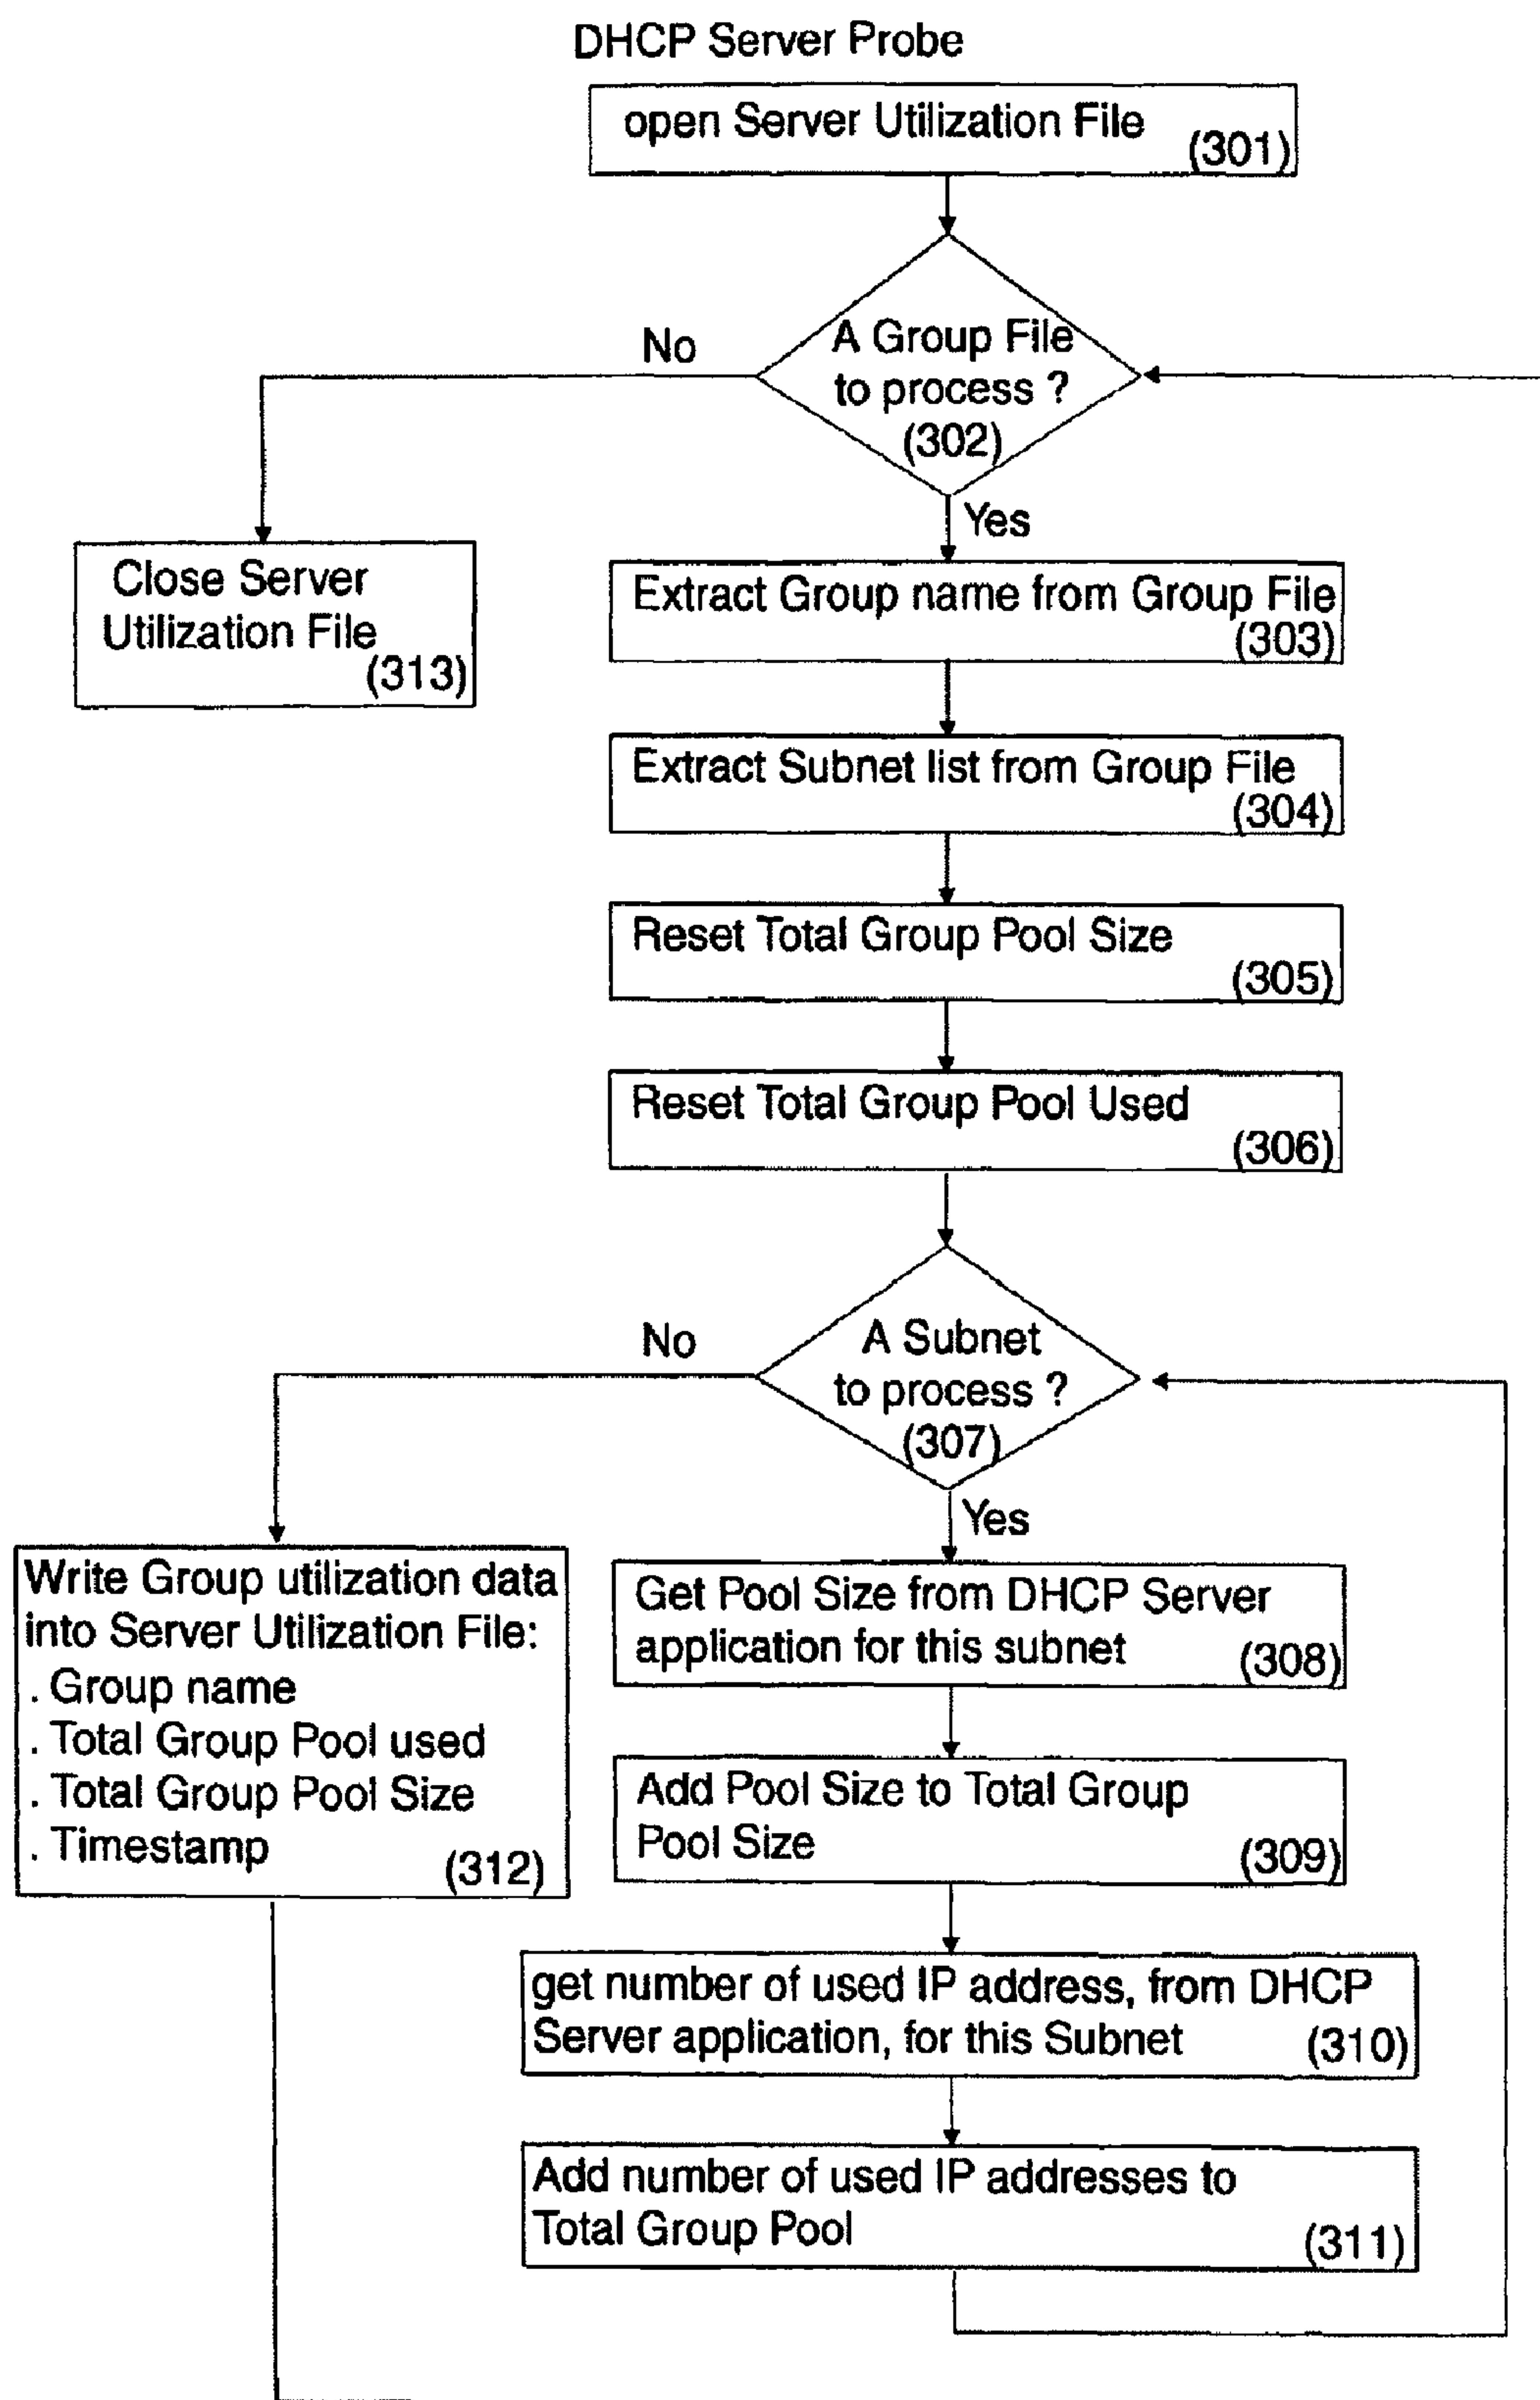 DHCP Server Probe
open Server Utilization File
(301)
A Group File
to process ?
(302)
No
Yes
Close Server
Utilization File
(313)
Extract Group name from Group File
(303)
Extract Subnet list from Group File
(304)
Reset Total Group Pool Size
(305)
Reset Total Group Pool Used
(306)
A Subnet
to process ?
(307)
No
Yes
Write Group utilization data
into Server Utilization File:
. Group name
. Total Group Pool used
. Total Group Pool Size
. Timestamp
(312)
Get Pool Size from DHCP Server
application for this subnet
(308)
Add Pool Size to Total Group
Pool Size
(309)
get number of used IP address, from DHCP
Server application, for this Subnet
(310)
Add number of used IP addresses to
Total Group Pool
(311)